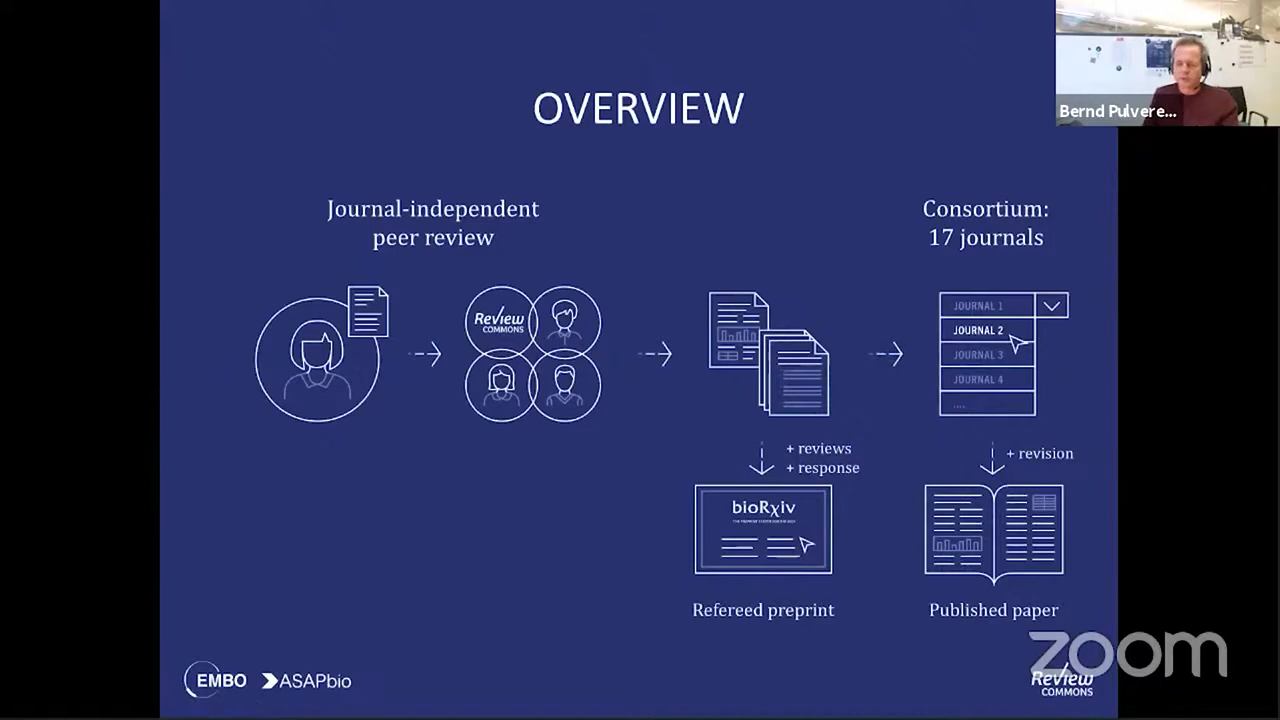 OVERVIEW
Bernd Pulvere...
Journal-independent
peer review
Consortium:
17 journals
Review
COMMONS
JOURNAL 1
JOURNAL 2
JOURNAL 3
JOURNAL 4
....
+ reviews
+ response
+ revision
bioRχiv
Refereed preprint
Published paper
EMBO
ASAPbio
zoom
Review
COMMONS